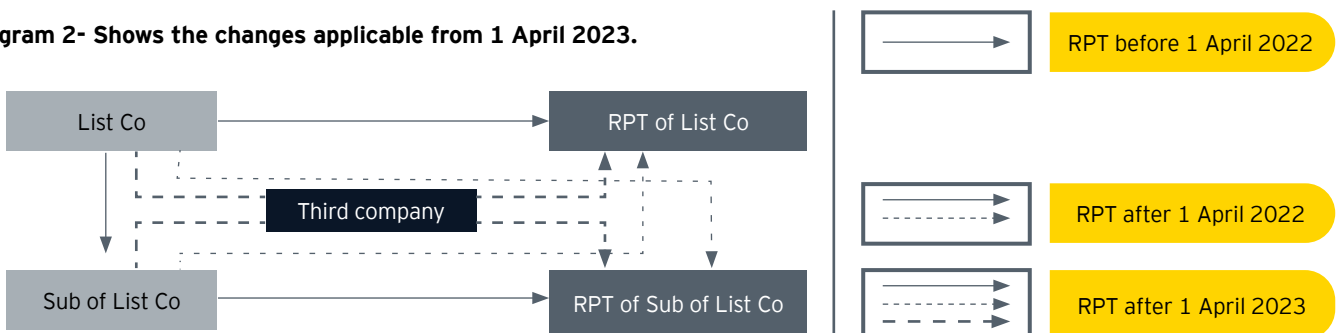 gram 2- Shows the changes applicable from 1 April 2023.
List Co
RPT of List Co
Third company
Sub of List Co
RPT of Sub of List Co
RPT before 1 April 2022
RPT after 1 April 2022
RPT after 1 April 2023